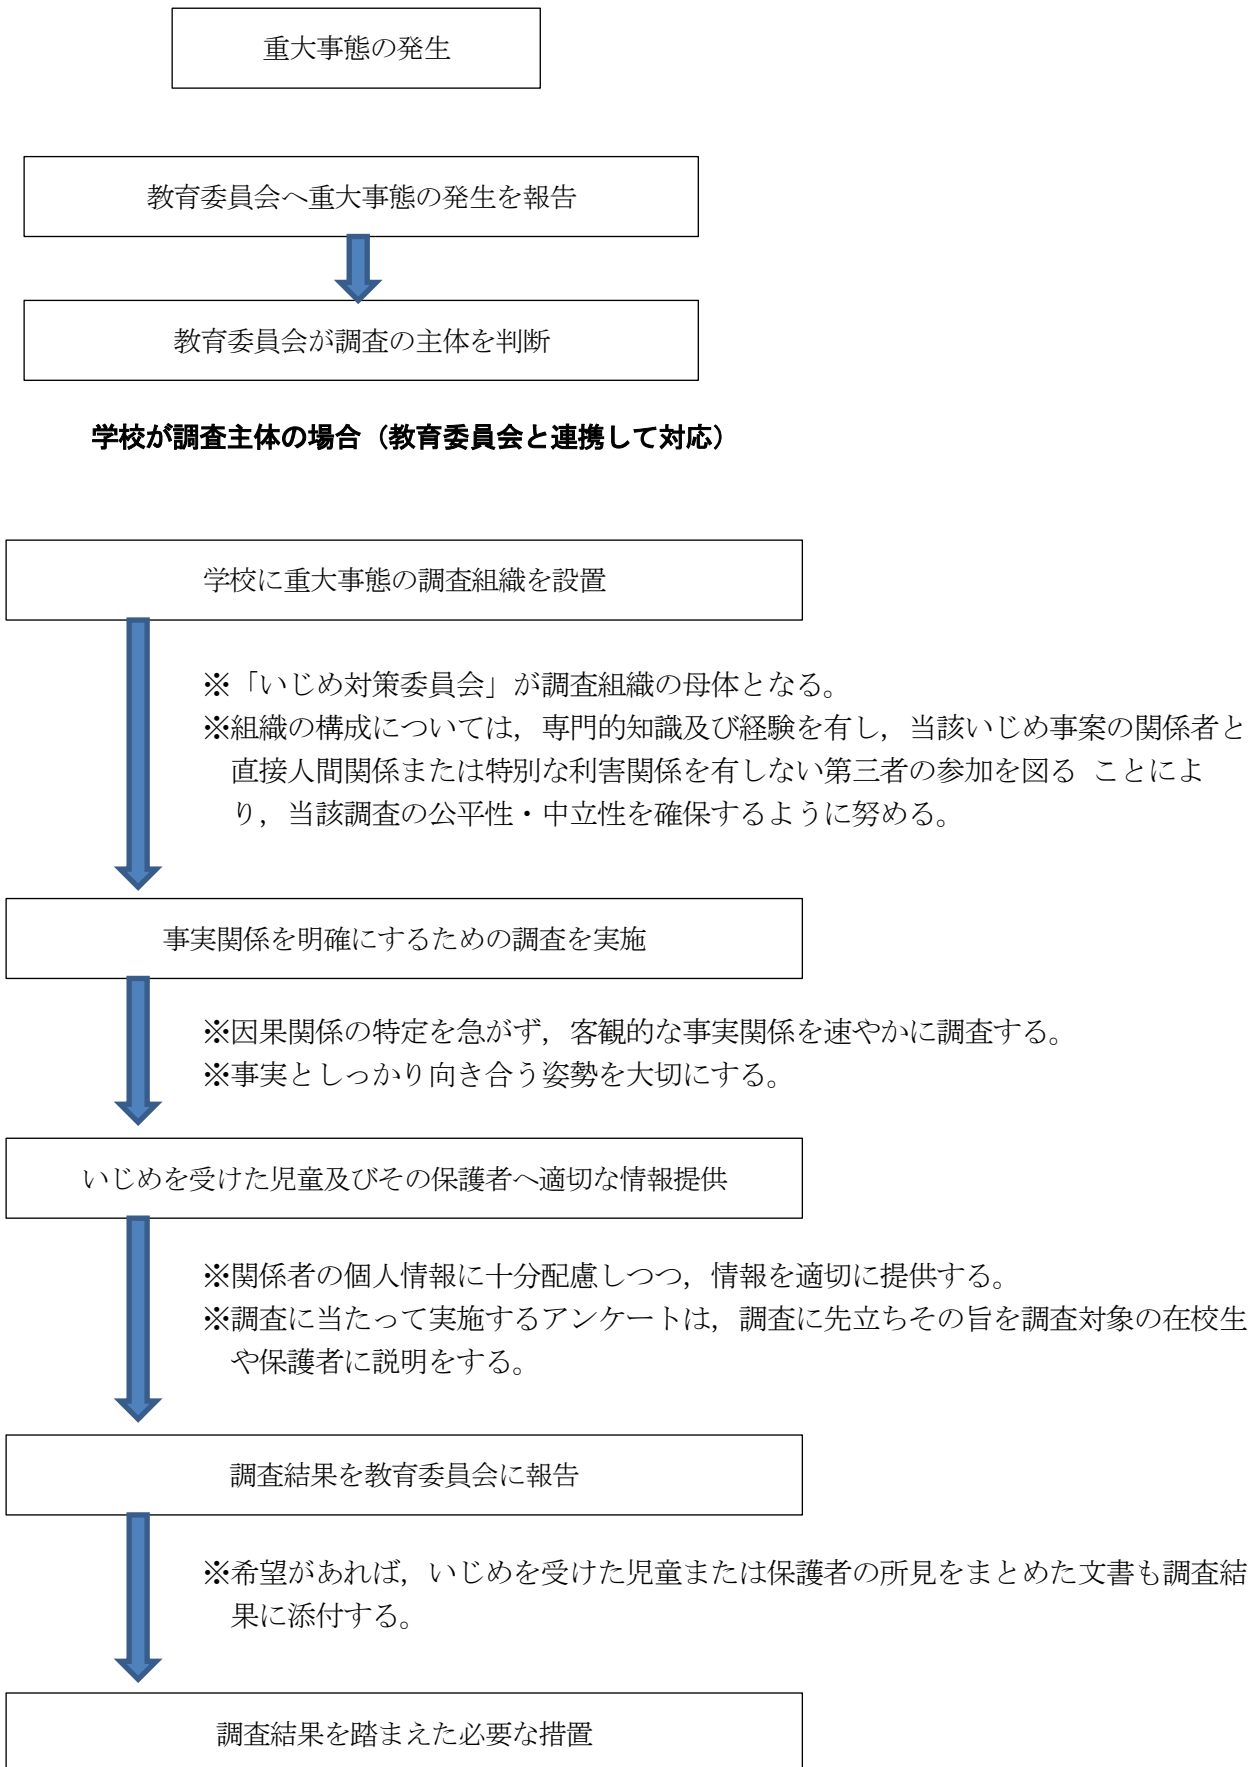 重大事態の発生
教育委員会へ重大事態の発生を報告
教育委員会が調査の主体を判断
学校が調査主体の場合（教育委員会と連携して対応）
学校に重大事態の調査組織を設置
※「いじめ対策委員会」が調査組織の母体となる。
※組織の構成については，専門的知識及び経験を有し，当該いじめ事案の関係者と
直接人間関係または特別な利害関係を有しない第三者の参加を図る ことによ
り，当該調査の公平性・中立性を確保するように努める。
事実関係を明確にするための調査を実施
※因果関係の特定を急がず，客観的な事実関係を速やかに調査する。
※事実としっかり向き合う姿勢を大切にする。
いじめを受けた児童及びその保護者へ適切な情報提供
※関係者の個人情報に十分配慮しつつ，情報を適切に提供する。
※調査に当たって実施するアンケートは，調査に先立ちその旨を調査対象の在校生
や保護者に説明をする。
調査結果を教育委員会に報告
※希望があれば，いじめを受けた児童または保護者の所見をまとめた文書も調査結
果に添付する。
調査結果を踏まえた必要な措置